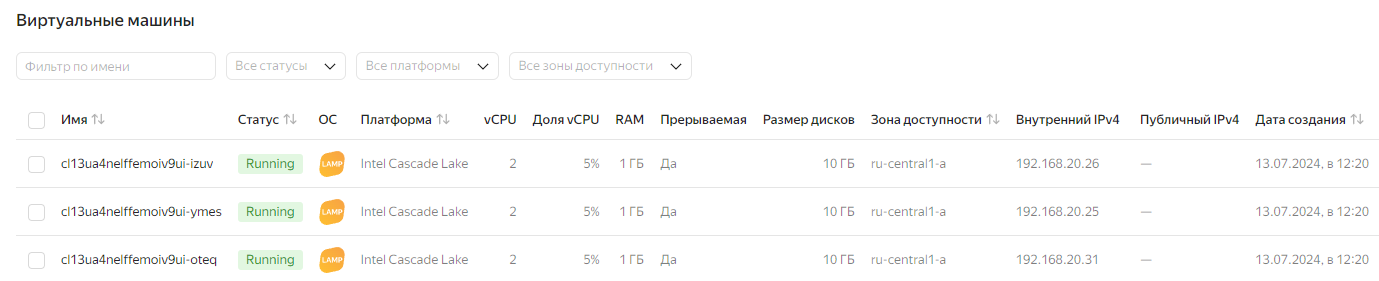 Виртуальные машины
Фильтр по имени Все статусы Все платформы Все зоны доступности
Имя Статус ОС Платформа vCPU Доля vCPU RAM Прерываемая Размер дисков Зона доступности Внутренний IPv4 Публичный IPv4 Дата создания
cl13ua4nelffemoiv9ui-izuv Running LAMP Intel Cascade Lake 2 5% 1 ГБ Да 10 ГБ ru-central1-a 192.168.20.26 — 13.07.2024, в 12:20
cl13ua4nelffemoiv9ui-ymes Running LAMP Intel Cascade Lake 2 5% 1 ГБ Да 10 ГБ ru-central1-a 192.168.20.25 — 13.07.2024, в 12:20
cl13ua4nelffemoiv9ui-oteq Running LAMP Intel Cascade Lake 2 5% 1 ГБ Да 10 ГБ ru-central1-a 192.168.20.31 — 13.07.2024, в 12:20